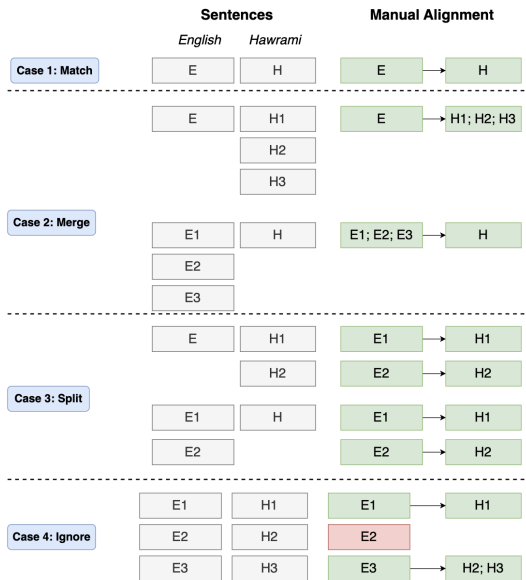 Sentences Manual Alignment
English Hawrami
Case 1: Match E H E H
E H1 E H1; H2; H3
H2
H3
Case 2: Merge
E1 H E1; E2; E3 H
E2
E3
E H1 E1 H1
H2 E2 H2
Case 3: Split
E1 H E1 H1
E2 E2 H2
E1 H1 E1 H1
Case 4: Ignore E2 H2 E2
E3 H3 E3 H2; H3